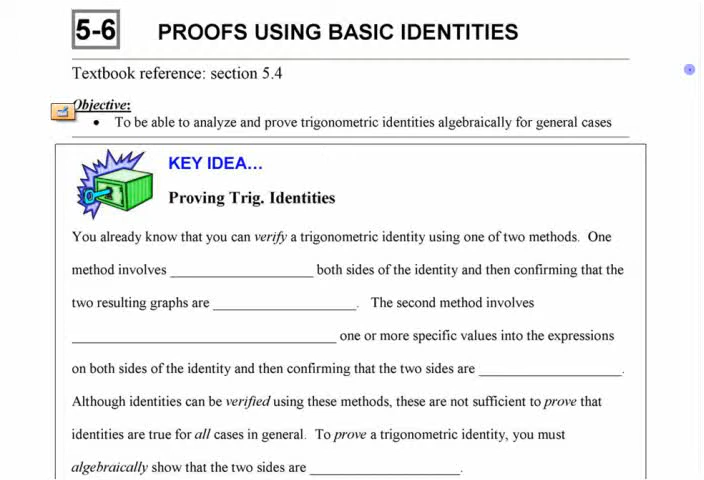 5-6 PROOFS USING BASIC IDENTITIES
Textbook reference: section 5.4
Objective:
• To be able to analyze and prove trigonometric identities algebraically for general cases
KEY IDEA…
Proving Trig. Identities
You already know that you can verify a trigonometric identity using one of two methods. One
method involves ____________________ both sides of the identity and then confirming that the
two resulting graphs are ____________________. The second method involves
_____________________________________ one or more specific values into the expressions
on both sides of the identity and then confirming that the two sides are ____________________.
Although identities can be verified using these methods, these are not sufficient to prove that
identities are true for all cases in general. To prove a trigonometric identity, you must
algebraically show that the two sides are _____________________.